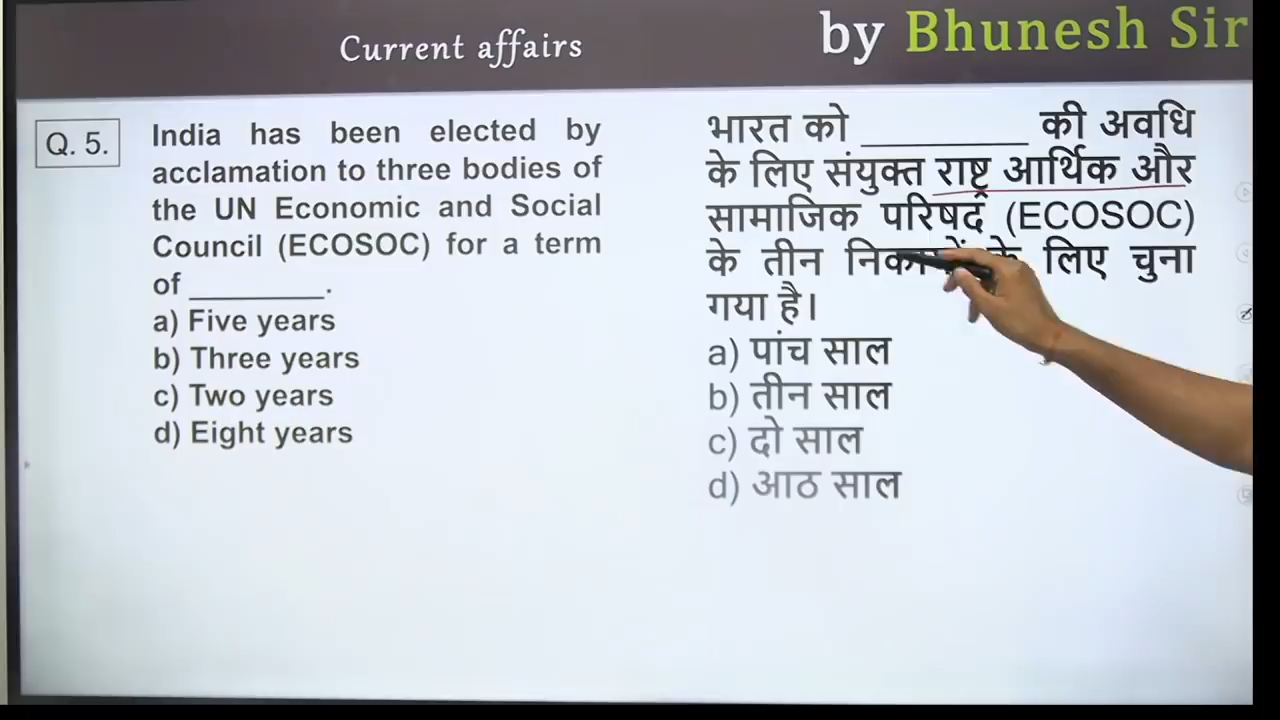 Current affairs
by Bhunesh Sir
Q. 5.
India has been elected by
acclamation to three bodies of
the UN Economic and Social
Council (ECOSOC) for a term
of ________.
a) Five years
b) Three years
c) Two years
d) Eight years
भारत को __________ की अवधि
के लिए संयुक्त राष्ट्र आर्थिक और
सामाजिक परिषद (ECOSOC)
के तीन निकायों के लिए चुना
गया है।
a) पांच साल
b) तीन साल
c) दो साल
d) आठ साल